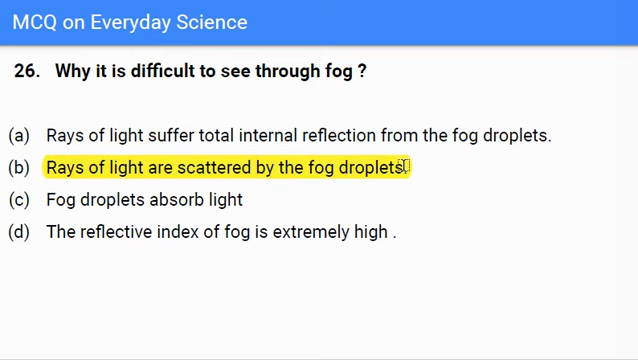 MCQ on Everyday Science
26. Why it is difficult to see through fog ?
(a) Rays of light suffer total internal reflection from the fog droplets.
(b) Rays of light are scattered by the fog droplets.
(c) Fog droplets absorb light
(d) The reflective index of fog is extremely high .